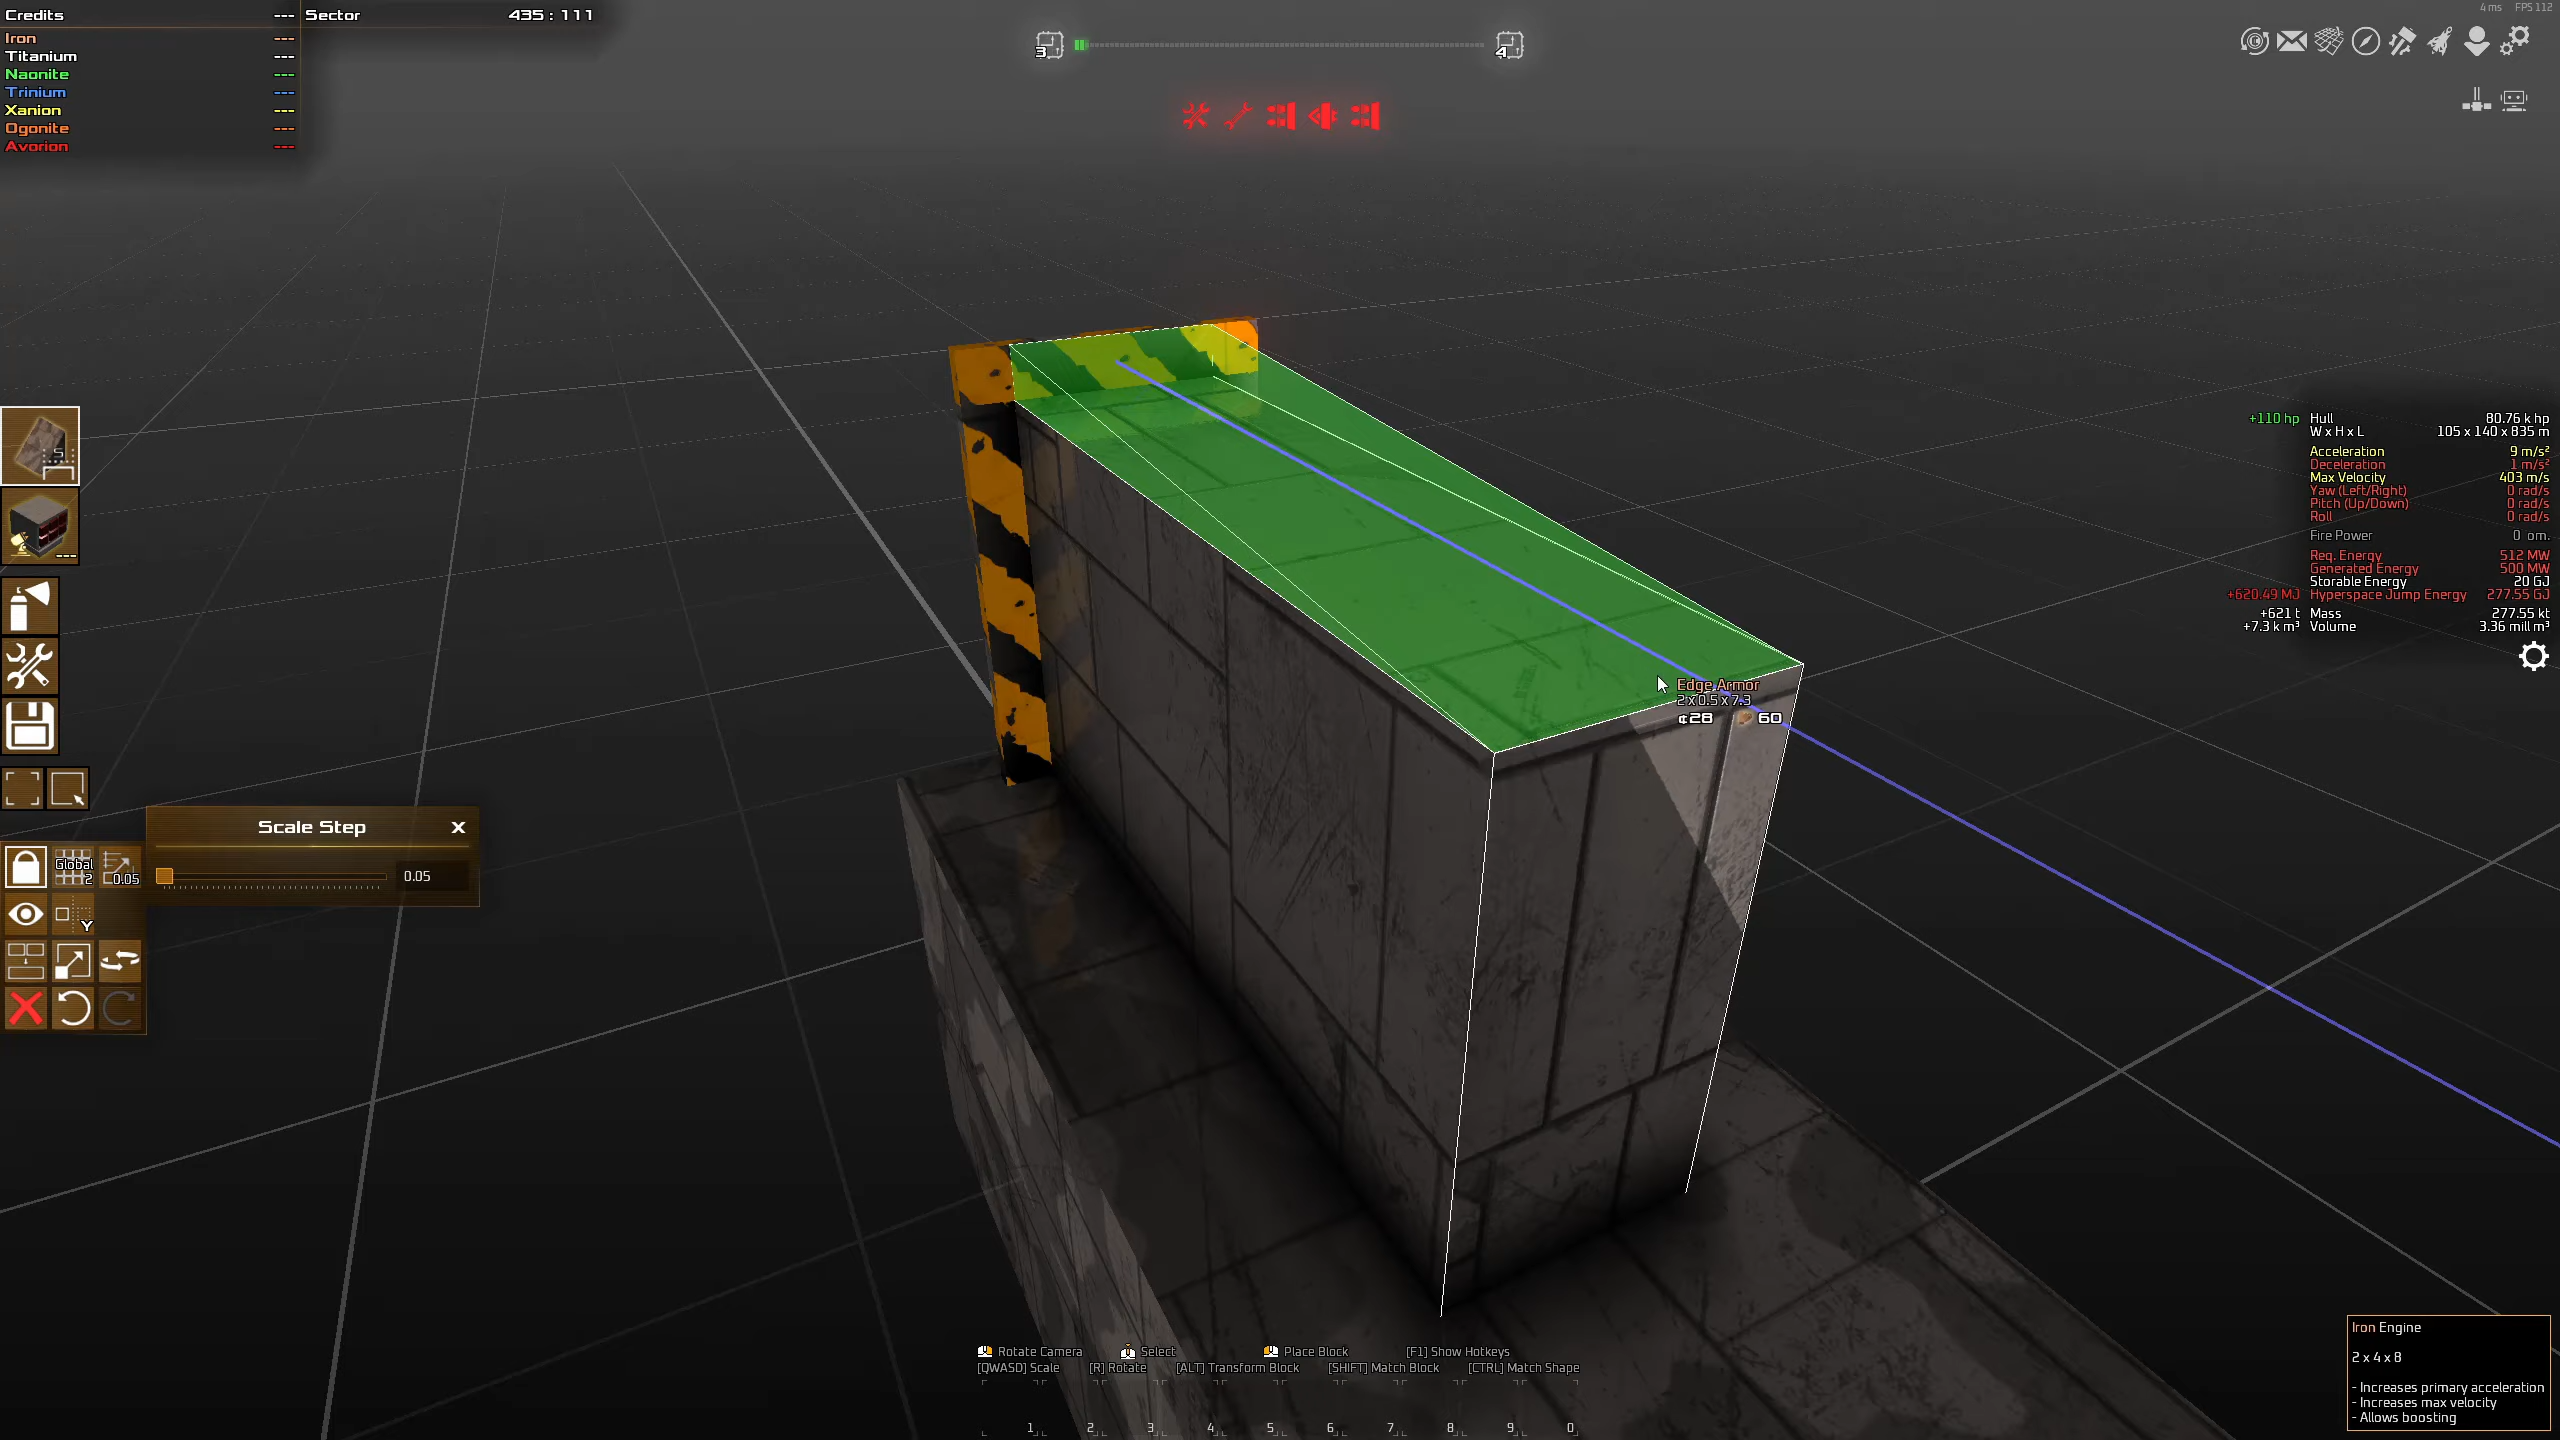 Credits --- Sector 435 : 111
Iron ---
Titanium ---
Naonite ---
Trinium ---
Xanion ---
Ogonite ---
Avorion ---
3 4
4 ms FPS 112
S
---
+110 hp Hull 80.76 k hp
W x H x L 105 x 140 x 835 m
Acceleration 9 m/s²
Deceleration 1 m/s²
Max Velocity 403 m/s
Yaw (Left/Right) 0 rad/s
Pitch (Up/Down) 0 rad/s
Roll 0 rad/s
Fire Power 0 om.
Req. Energy 512 MW
Generated Energy 500 MW
Storable Energy 20 GJ
+620.49 MJ Hyperspace Jump Energy 277.55 GJ
+621 t Mass 277.55 kt
+7.3 k m³ Volume 3.36 mill m³
Edge Armor
2 x 0.5 x 7.3
¢28 60
Scale Step X
0.05
Global
2 0.05
Y
Rotate Camera Select Place Block [F1] Show Hotkeys
[QWASD] Scale [R] Rotate [ALT] Transform Block [SHIFT] Match Block [CTRL] Match Shape
1 2 3 4 5 6 7 8 9 0
Iron Engine
2 x 4 x 8
- Increases primary acceleration
- Increases max velocity
- Allows boosting